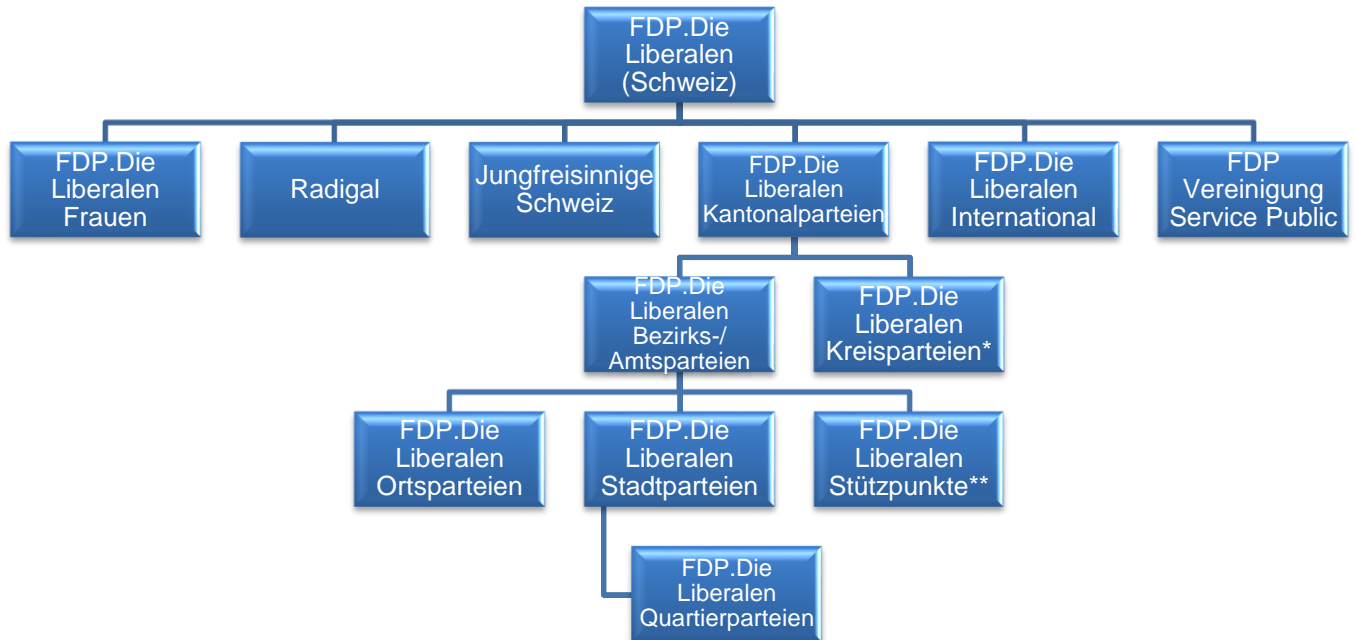 FDP.Die
Liberalen
(Schweiz)
FDP.Die
Liberalen
Frauen
Radigal
Jungfreisinnige
Schweiz
FDP.Die
Liberalen
Kantonalparteien
FDP.Die
Liberalen
International
FDP
Vereinigung
Service Public
FDP.Die
Liberalen
Bezirks-/
Amtsparteien
FDP.Die
Liberalen
Kreisparteien*
FDP.Die
Liberalen
Ortsparteien
FDP.Die
Liberalen
Stadtparteien
FDP.Die
Liberalen
Stützpunkte**
FDP.Die
Liberalen
Quartierparteien